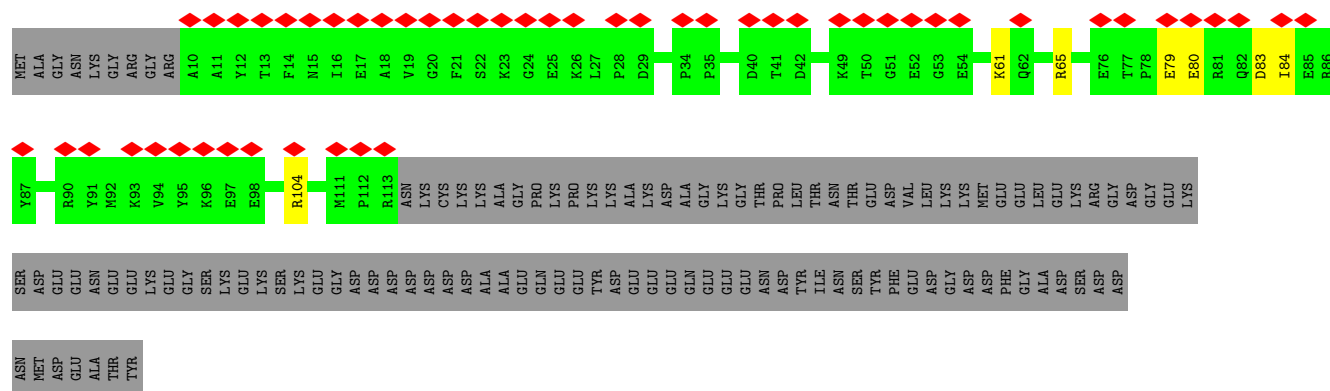 MET ALA GLY ASN LYS GLY ARG GLY ARG A10 A11 Y12 T13 F14 N15 I16 E17 A18 V19 G20 F21 S22 K23 G24 E25 K26 L27 P28 D29 P34 P35 D40 T41 D42 K49 T50 G51 E52 G53 E54 K61 Q62 R65 E76 T77 P78 E79 E80 R81 Q82 D83 I84 E85 R86
Y87 R90 Y91 M92 K93 V94 Y95 K96 E97 E98 R104 M111 P112 R113 ASN LYS CYS LYS LYS ALA GLY PRO LYS PRO LYS LYS ALA LYS ASP ALA GLY LYS GLY THR PRO LEU THR ASN THR GLU ASP VAL LEU LYS LYS MET GLU GLU LEU GLU LYS ARG GLY ASP GLY GLU LYS
SER ASP GLU GLU ASN GLU GLU LYS GLU GLY SER LYS GLU LYS SER LYS GLU GLY ASP ASP ASP ASP ASP ASP ASP ALA ALA GLU GLN GLU GLU TYR ASP GLU GLU GLU GLN GLU GLU GLU ASN ASP TYR ILE ASN SER TYR PHE GLU ASP GLY ASP ASP PHE GLY ALA ASP SER ASP ASP
ASN MET ASP GLU ALA THR TYR